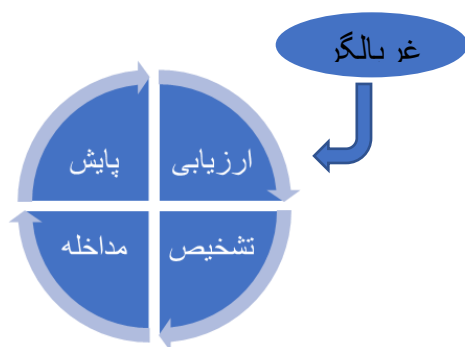 غربالگر
ارزیابی
پایش
تشخیص
مداخله